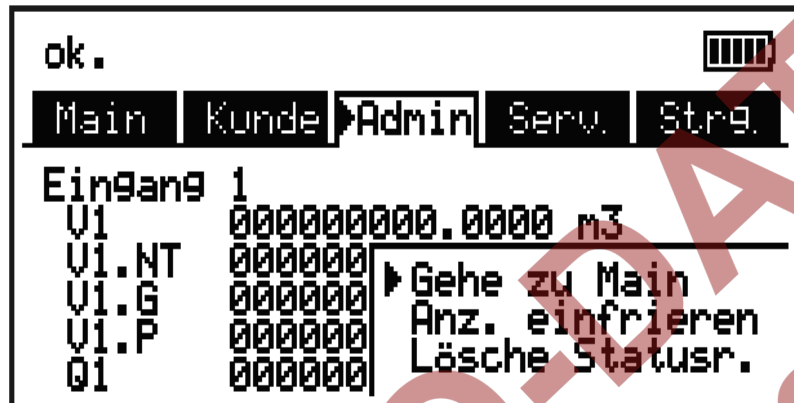 ok.
Main Kunde Admin Serv. Strg.
Eingang 1
V1 000000000.0000 m3
V1.NT 000000
V1.G 000000
V1.P 000000
Q1 000000
Gehe zu Main
Anz. einfrieren
Lösche Statusr.